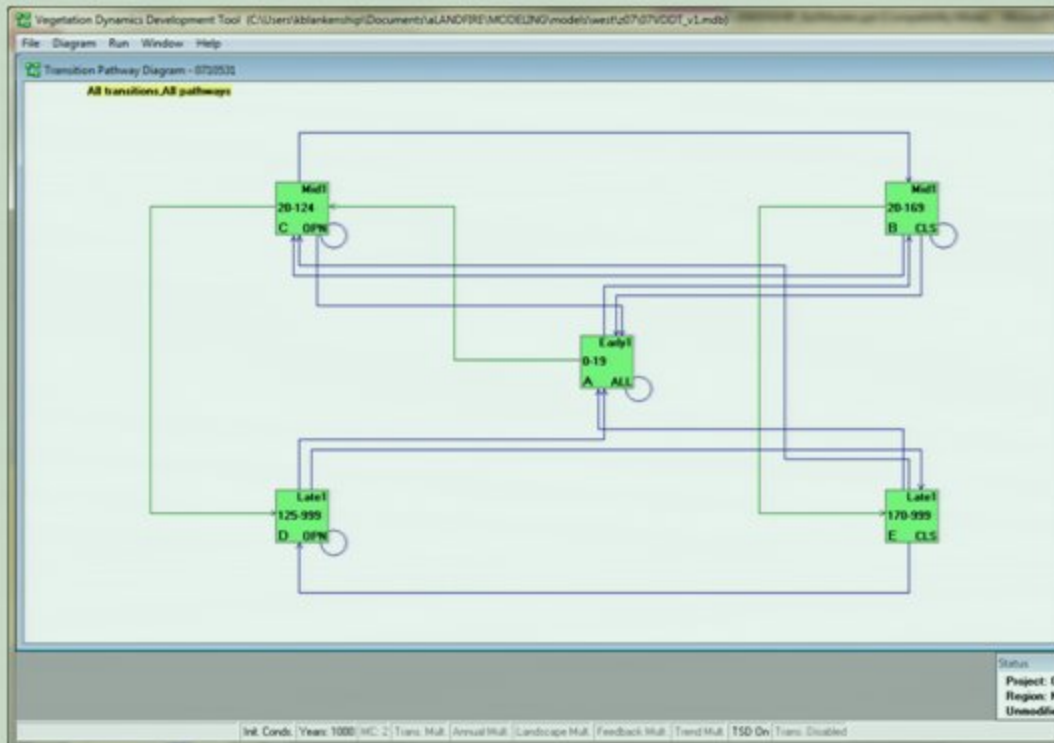 Vegetation Dynamics Development Tool (C:\Users\kblankenship\Documents\aLANDFIRE\MODELING\models\west\z07\07VDDT_v1.mdb)
File Diagram Run Window Help
Transition Pathway Diagram - 0710531
All transitions,All pathways
Mid1
20-124
C OPN
Mid1
20-169
B CLS
Early1
0-19
A ALL
Late1
125-999
D OPN
Late1
170-999
E CLS
Status
Project:
Region:
Unmodifie
Init. Conds. Years: 1000 MC: 2 Trans. Mult Annual Mult Landscape Mult Feedback Mult Trend Mult TSD On Trans. Disabled